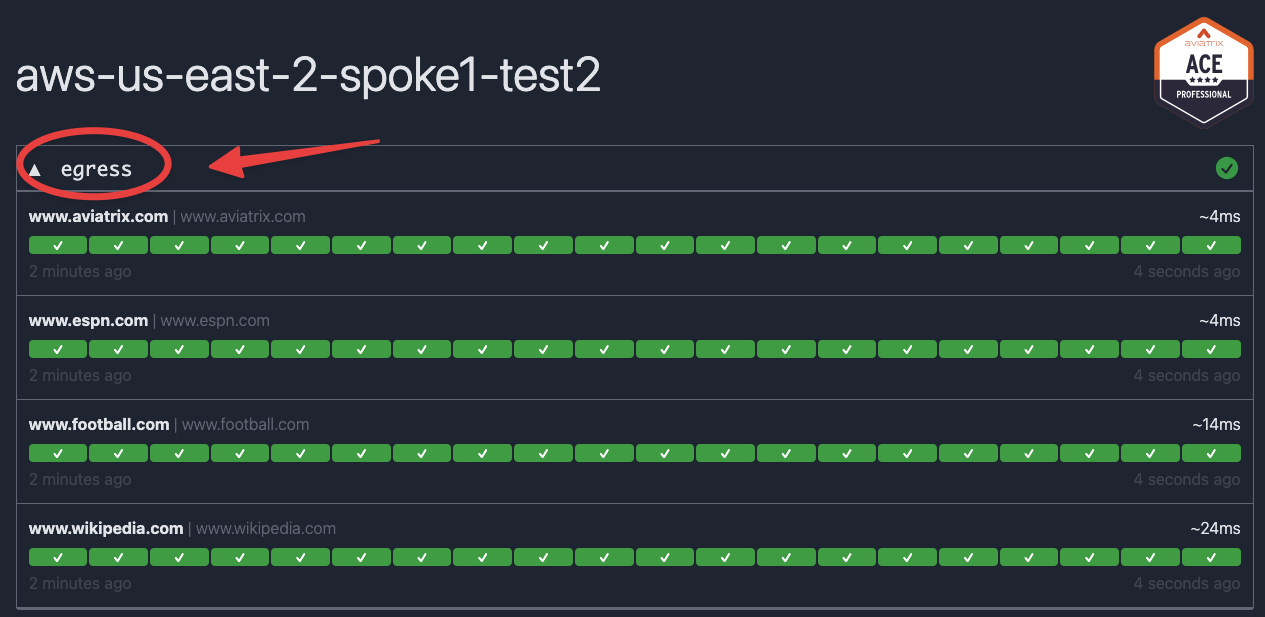 aviatrix
ACE
PROFESSIONAL
aws-us-east-2-spoke1-test2
egress
www.aviatrix.com | www.aviatrix.com ~4ms
2 minutes ago 4 seconds ago
www.espn.com | www.espn.com ~4ms
2 minutes ago 4 seconds ago
www.football.com | www.football.com ~14ms
2 minutes ago 4 seconds ago
www.wikipedia.com | www.wikipedia.com ~24ms
2 minutes ago 4 seconds ago